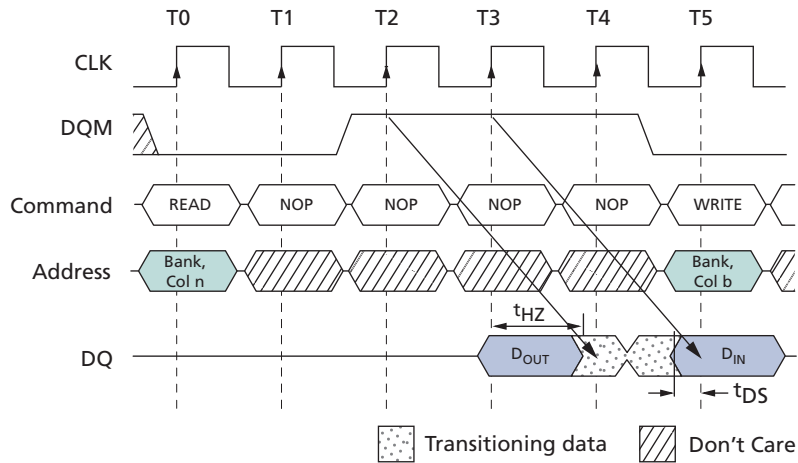 T0 T1 T2 T3 T4 T5
CLK
DQM
Command READ NOP NOP NOP NOP WRITE
Address Bank, Col n Bank, Col b
tHZ
DQ DOUT DIN
tDS
Transitioning data Don't Care